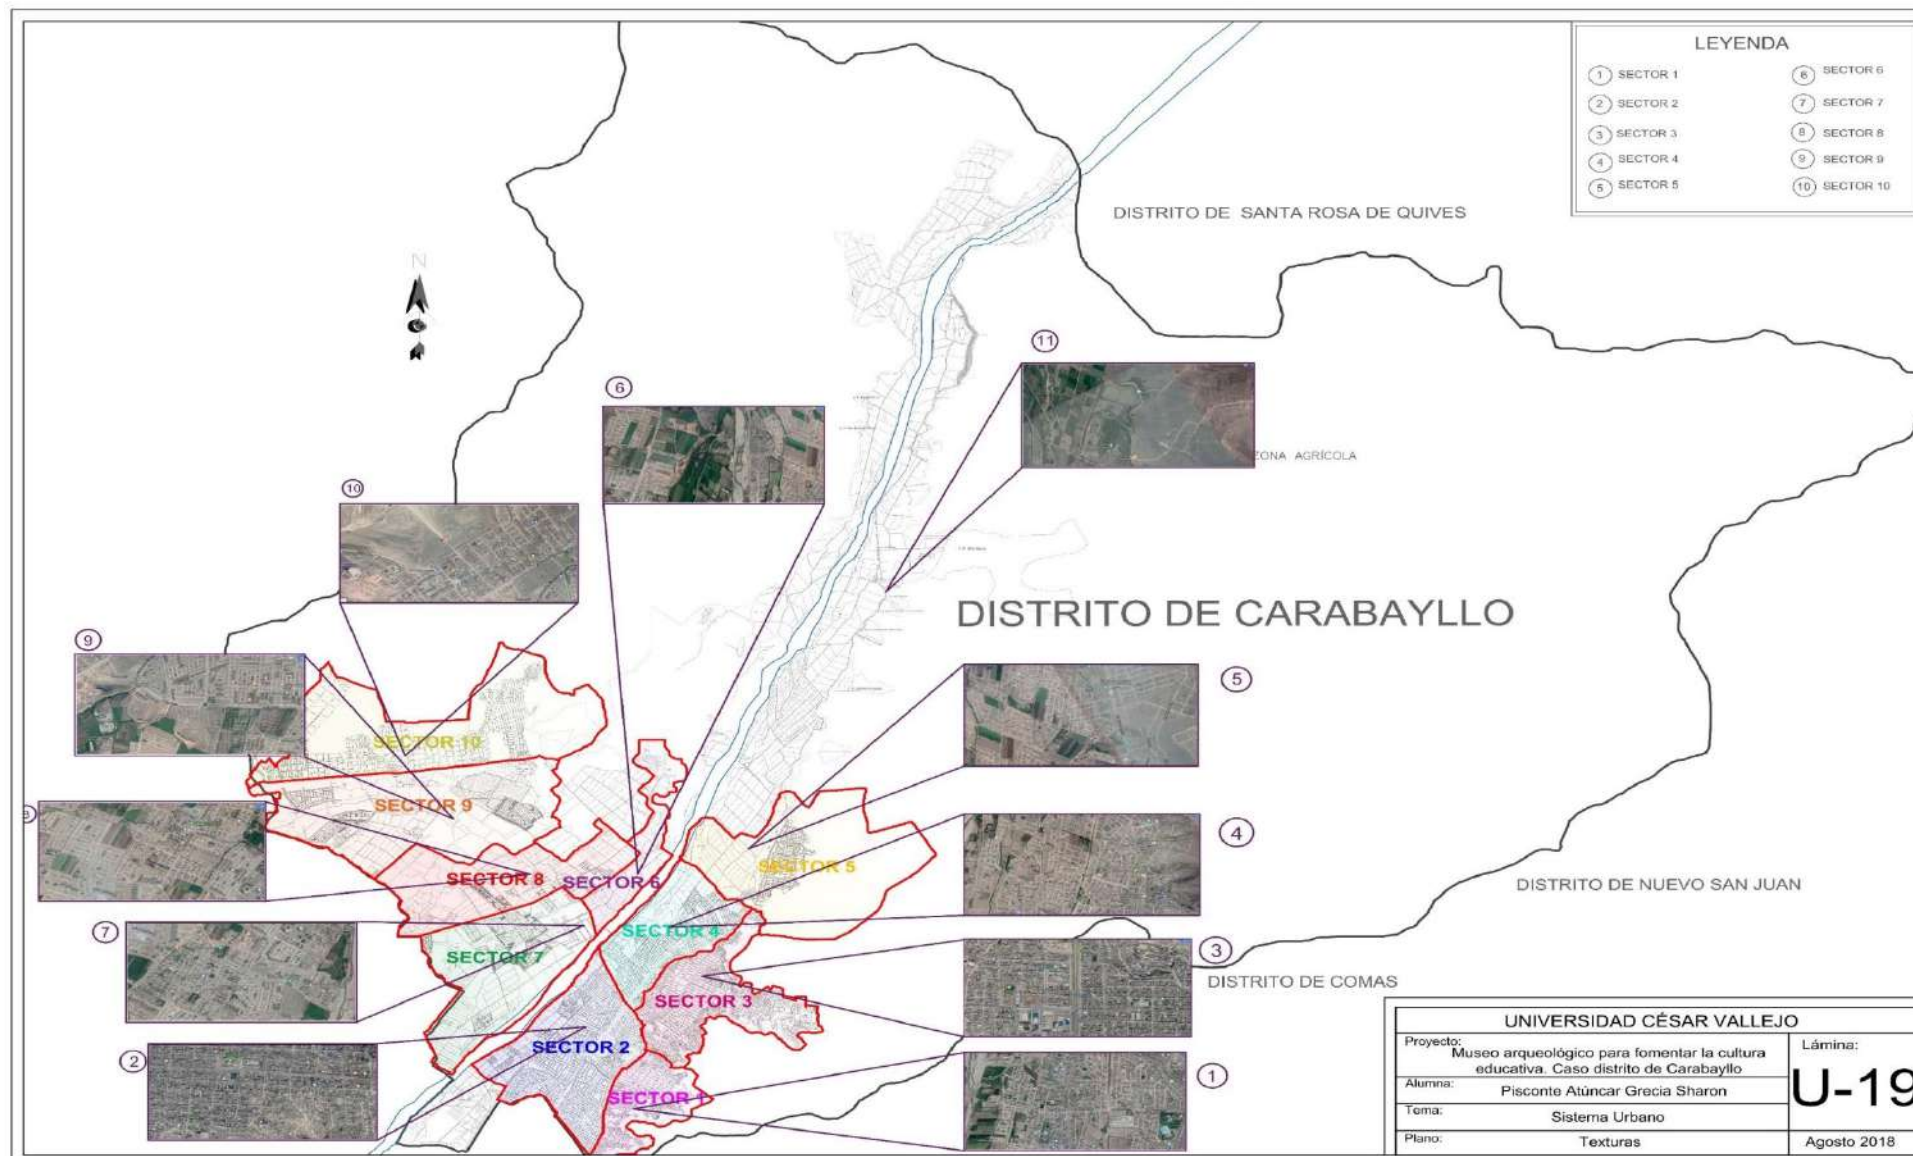 LEYENDA
1 SECTOR 1
2 SECTOR 2
3 SECTOR 3
4 SECTOR 4
5 SECTOR 5
6 SECTOR 6
7 SECTOR 7
8 SECTOR 8
9 SECTOR 9
10 SECTOR 10
DISTRITO DE SANTA ROSA DE QUIVES
N
11
6
ZONA AGRÍCOLA
10
DISTRITO DE CARABAYLLO
9
5
SECTOR 10
SECTOR 9
8
4
SECTOR 5
SECTOR 8
SECTOR 6
DISTRITO DE NUEVO SAN JUAN
7
SECTOR 4
SECTOR 7
3
DISTRITO DE COMAS
SECTOR 3
2
SECTOR 2
1
SECTOR 1
UNIVERSIDAD CÉSAR VALLEJO
Proyecto: Museo arqueológico para fomentar la cultura
educativa. Caso distrito de Carabayllo
Alumna: Pisconte Atúncar Grecia Sharon
Tema: Sistema Urbano
Plano: Texturas
Lámina:
U-19
Agosto 2018